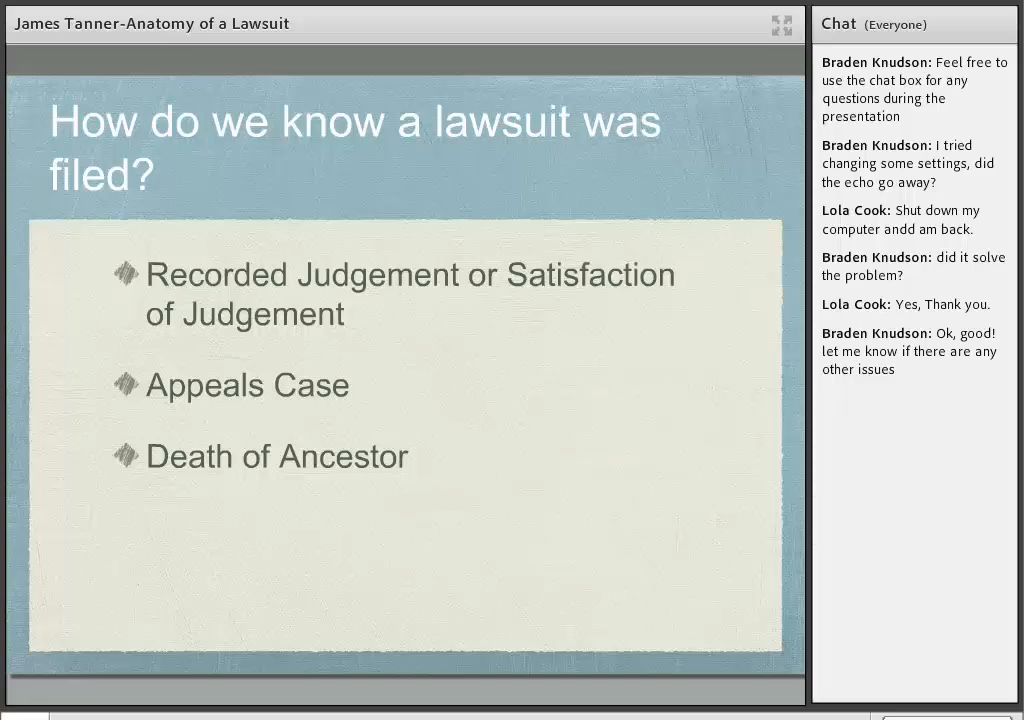 James Tanner-Anatomy of a Lawsuit
How do we know a lawsuit was
filed?
Recorded Judgement or Satisfaction
of Judgement
Appeals Case
Death of Ancestor
Chat (Everyone)
Braden Knudson: Feel free to
use the chat box for any
questions during the
presentation
Braden Knudson: I tried
changing some settings, did
the echo go away?
Lola Cook: Shut down my
computer andd am back.
Braden Knudson: did it solve
the problem?
Lola Cook: Yes, Thank you.
Braden Knudson: Ok, good!
let me know if there are any
other issues